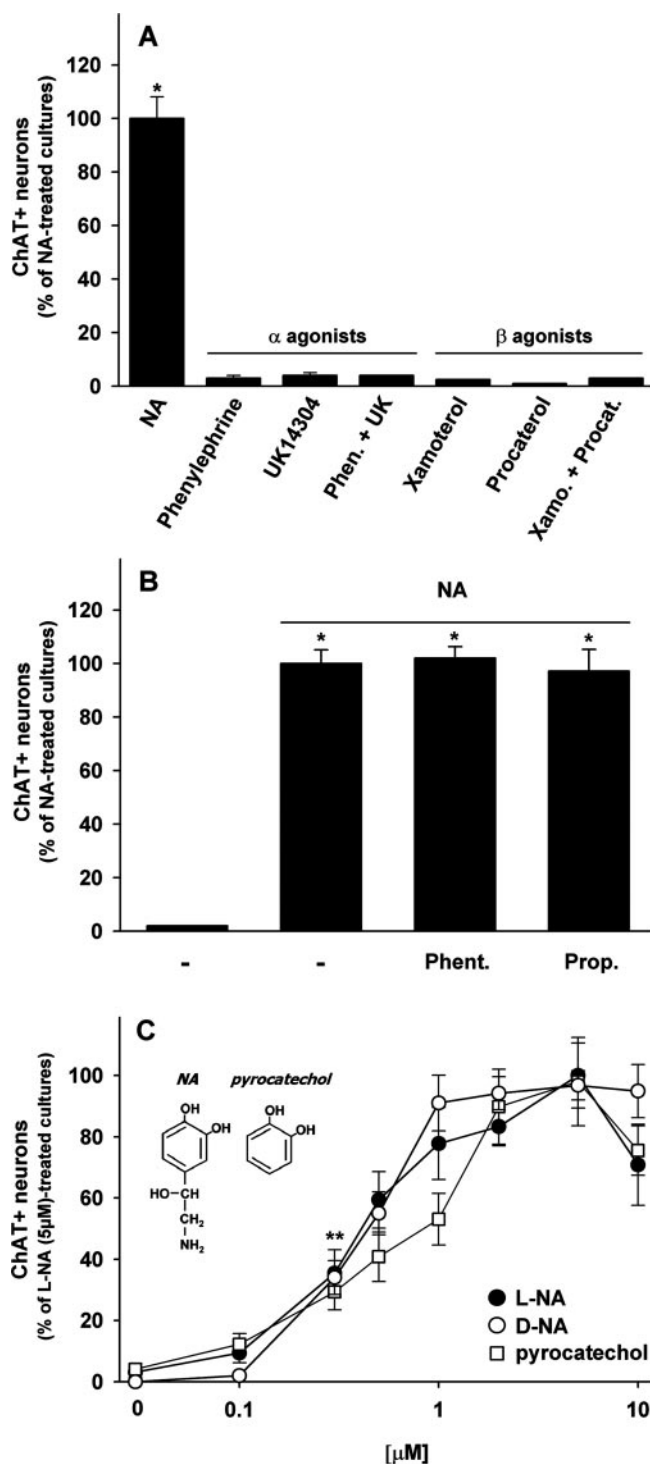 A
ChAT+ neurons
(% of NA-treated cultures)
120
100
80
60
40
20
0
*
α agonists
β agonists
NA
Phenylephrine
UK14304
Phen. + UK
Xamoterol
Procaterol
Xamo. + Procat.
B
ChAT+ neurons
(% of NA-treated cultures)
120
100
80
60
40
20
0
NA
* * *
- - Phent. Prop.
C
ChAT+ neurons
(% of L-NA (5µM)-treated cultures)
100
80
60
40
20
0
NA pyrocatechol
OH OH
OH OH
HO-CH
CH2
NH2
**
L-NA
D-NA
pyrocatechol
0 0.1 1 10
[µM]